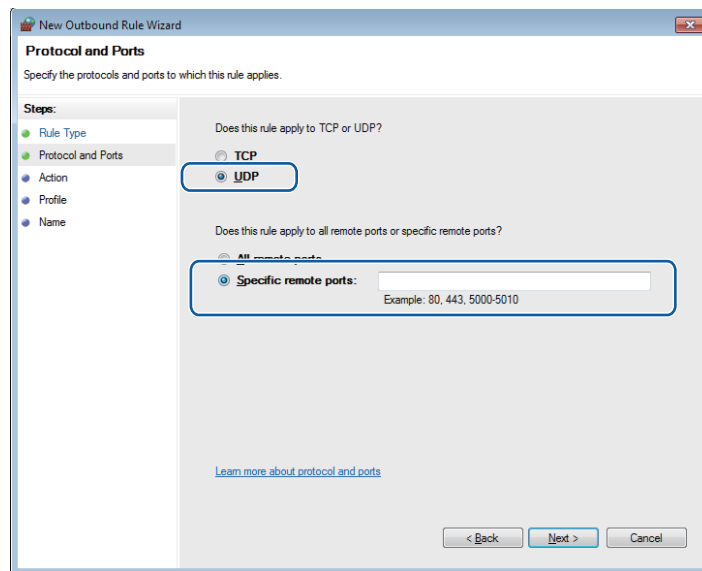 New Outbound Rule Wizard
Protocol and Ports
Specify the protocols and ports to which this rule applies.
Steps:
Rule Type
Protocol and Ports
Action
Profile
Name
Does this rule apply to TCP or UDP?
TCP
UDP
Does this rule apply to all remote ports or specific remote ports?
All remote ports
Specific remote ports:
Example: 80, 443, 5000-5010
Learn more about protocol and ports
< Back
Next >
Cancel